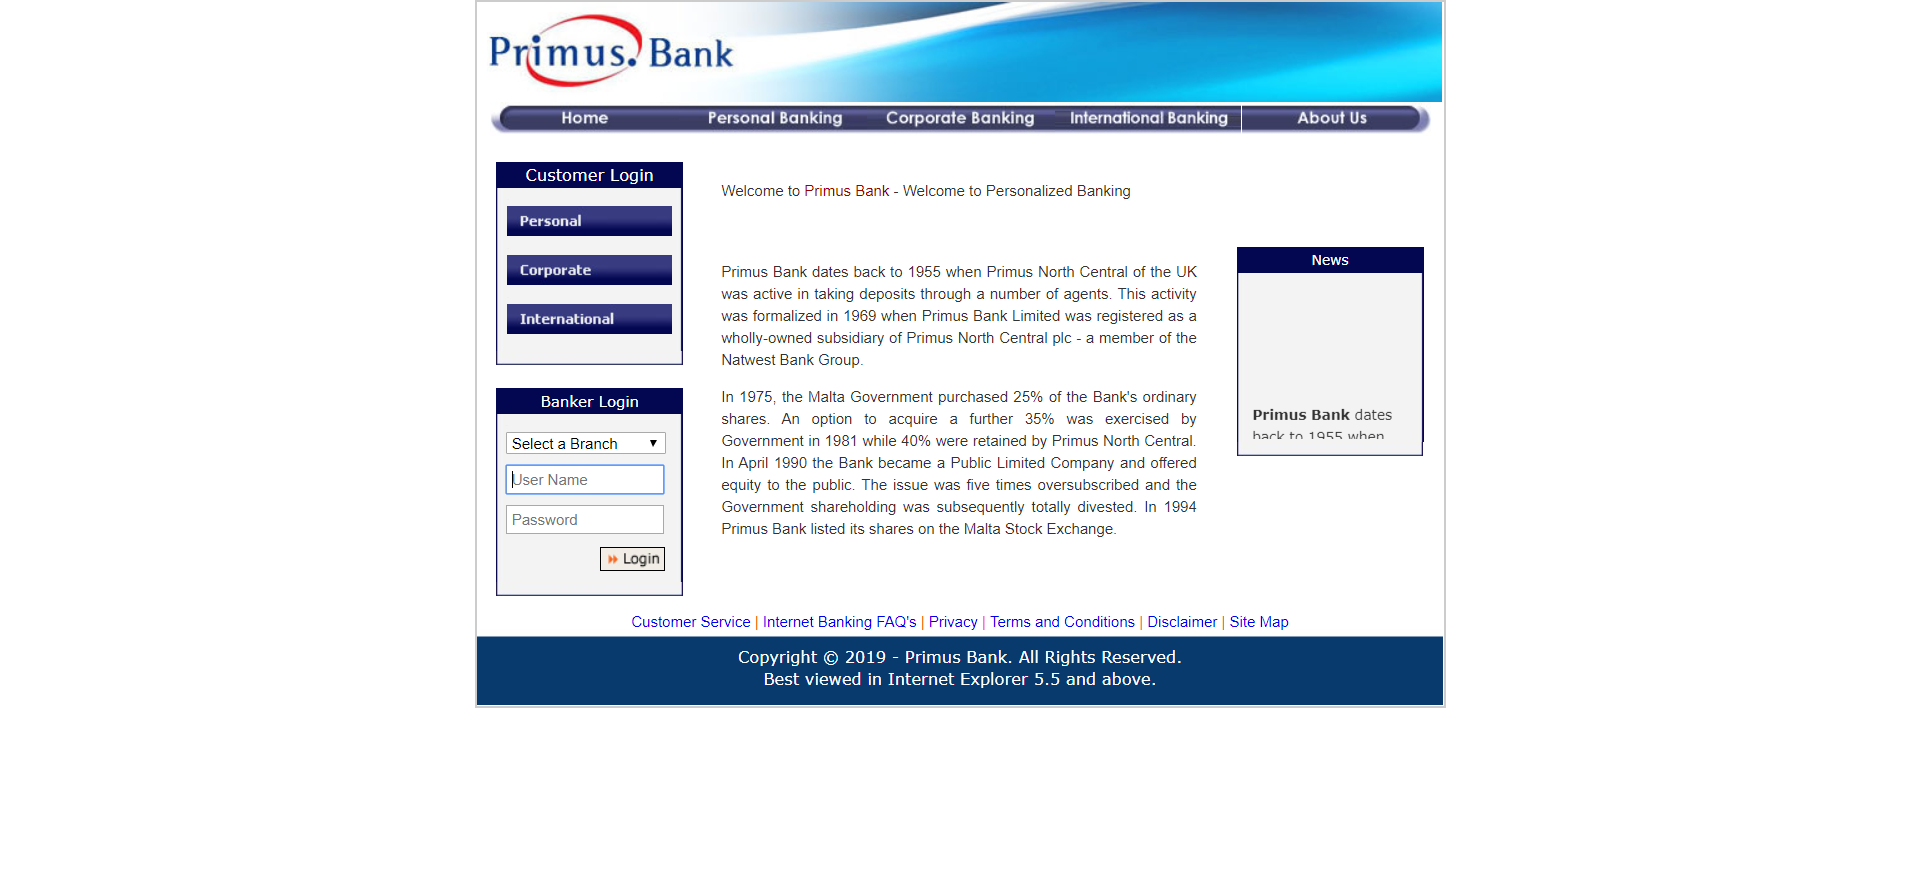 Primus. Bank
Home
Personal Banking
Corporate Banking
International Banking
About Us
Customer Login
Personal
Corporate
International
Banker Login
Select a Branch
User Name
Password
Login
Welcome to Primus Bank - Welcome to Personalized Banking
Primus Bank dates back to 1955 when Primus North Central of the UK
was active in taking deposits through a number of agents. This activity
was formalized in 1969 when Primus Bank Limited was registered as a
wholly-owned subsidiary of Primus North Central plc - a member of the
Natwest Bank Group.
In 1975, the Malta Government purchased 25% of the Bank's ordinary
shares. An option to acquire a further 35% was exercised by
Government in 1981 while 40% were retained by Primus North Central.
In April 1990 the Bank became a Public Limited Company and offered
equity to the public. The issue was five times oversubscribed and the
Government shareholding was subsequently totally divested. In 1994
Primus Bank listed its shares on the Malta Stock Exchange.
News
Primus Bank dates
back to 1955 when
Customer Service | Internet Banking FAQ's | Privacy | Terms and Conditions | Disclaimer | Site Map
Copyright © 2019 - Primus Bank. All Rights Reserved.
Best viewed in Internet Explorer 5.5 and above.